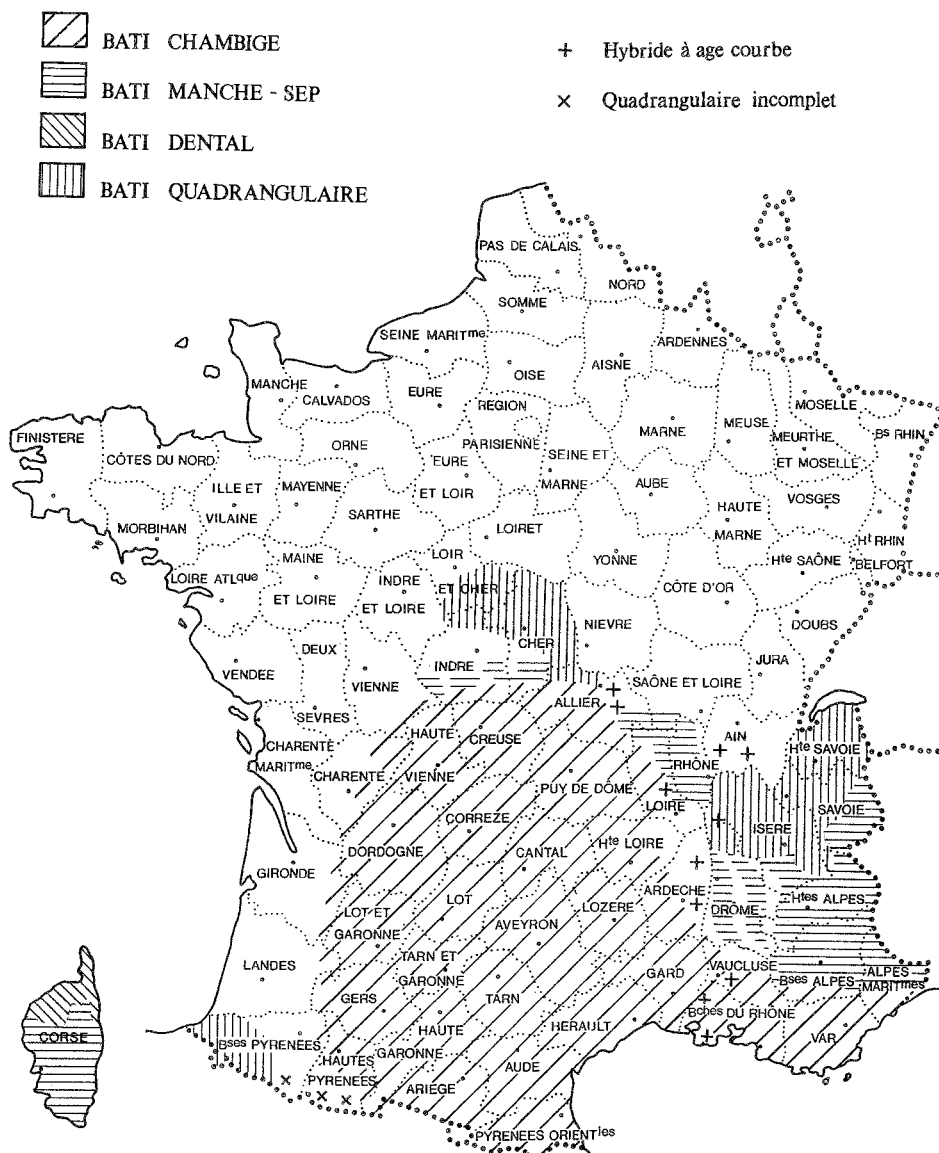 BATI CHAMBIGE
BATI MANCHE - SEP
BATI DENTAL
BATI QUADRANGULAIRE
+ Hybride à age courbe
× Quadrangulaire incomplet
PAS DE CALAIS
NORD
SOMME
SEINE MARITme
ARDENNES
AISNE
OISE
MANCHE
CALVADOS
EURE
REGION
PARISIENNE
MOSELLE
MEUSE
MARNE
Bs RHIN
MEURTHE
ET MOSELLE
FINISTERE
CÔTES DU NORD
ORNE
EURE
ET LOIR
SEINE ET
MARNE
AUBE
VOSGES
ILLE ET
VILAINE
MAYENNE
SARTHE
HAUTE
MARNE
MORBIHAN
LOIRET
YONNE
Ht RHIN
BELFORT
Hte SAÔNE
LOIRE ATLque
MAINE
ET LOIRE
LOIR
ET CHER
INDRE
ET LOIRE
CÔTE D'OR
DOUBS
NIEVRE
CHER
VENDEE
DEUX
SEVRES
VIENNE
INDRE
JURA
SAÔNE ET LOIRE
ALLIER
AIN
HAUTE
VIENNE
CREUSE
CHARENTE
MARITme
CHARENTE
Hte SAVOIE
RHÔNE
PUY DE DÔME
LOIRE
SAVOIE
ISERE
CORREZE
DORDOGNE
CANTAL
Hte LOIRE
GIRONDE
ARDECHE
DRÔME
Htes ALPES
LOT ET
GARONNE
LOT
AVEYRON
LOZERE
LANDES
TARN ET
GARONNE
GARD
VAUCLUSE
Bses ALPES
ALPES
MARITmes
GERS
TARN
Bches DU RHÔNE
HERAULT
VAR
CORSE
Bses PYRENÉES
HAUTES
PYRENEES
HAUTE
GARONNE
AUDE
ARIÉGE
PYRENEES ORIENTles